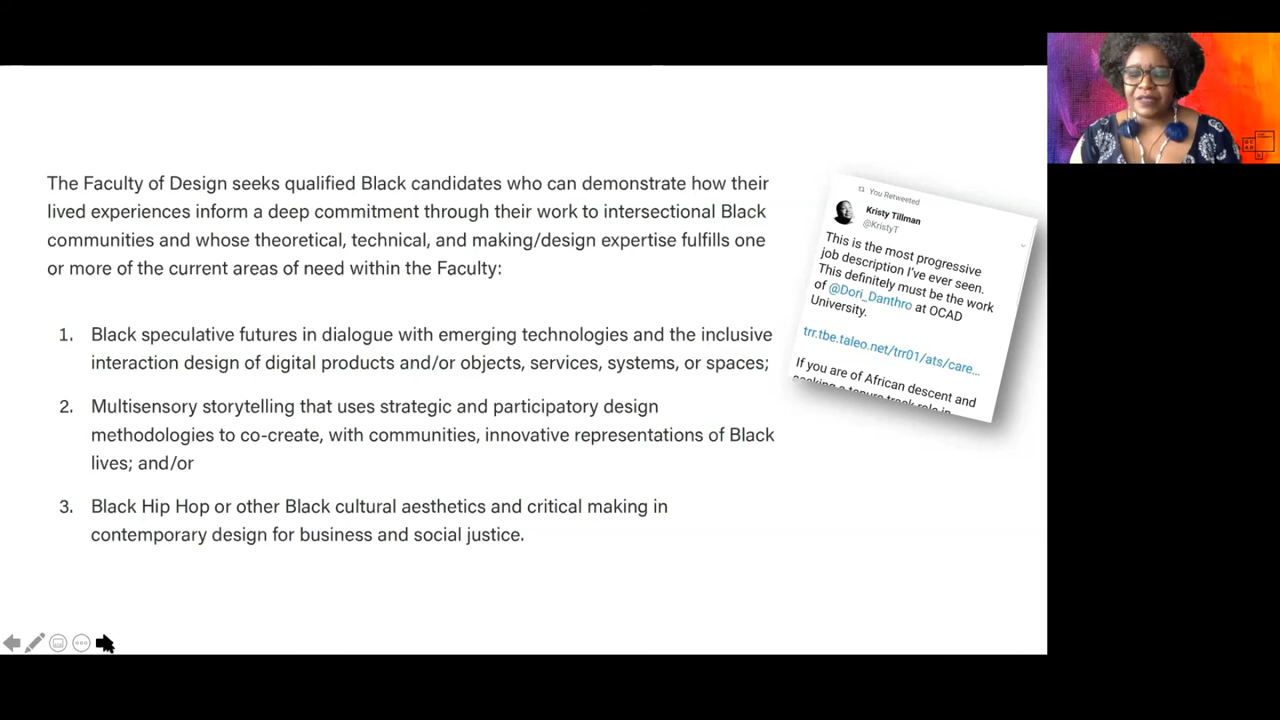 The Faculty of Design seeks qualified Black candidates who can demonstrate how their
lived experiences inform a deep commitment through their work to intersectional Black
communities and whose theoretical, technical, and making/design expertise fulfills one
or more of the current areas of need within the Faculty:
1. Black speculative futures in dialogue with emerging technologies and the inclusive
interaction design of digital products and/or objects, services, systems, or spaces;
2. Multisensory storytelling that uses strategic and participatory design
methodologies to co-create, with communities, innovative representations of Black
lives; and/or
3. Black Hip Hop or other Black cultural aesthetics and critical making in
contemporary design for business and social justice.
You Retweeted
Kristy Tillman
@KristyT
This is the most progressive
job description I've ever seen.
This definitely must be the work
of @Dori_Danthro at OCAD
University.
trr.tbe.taleo.net/trr01/ats/care...
If you are of African descent and
seeking a tenure track role in